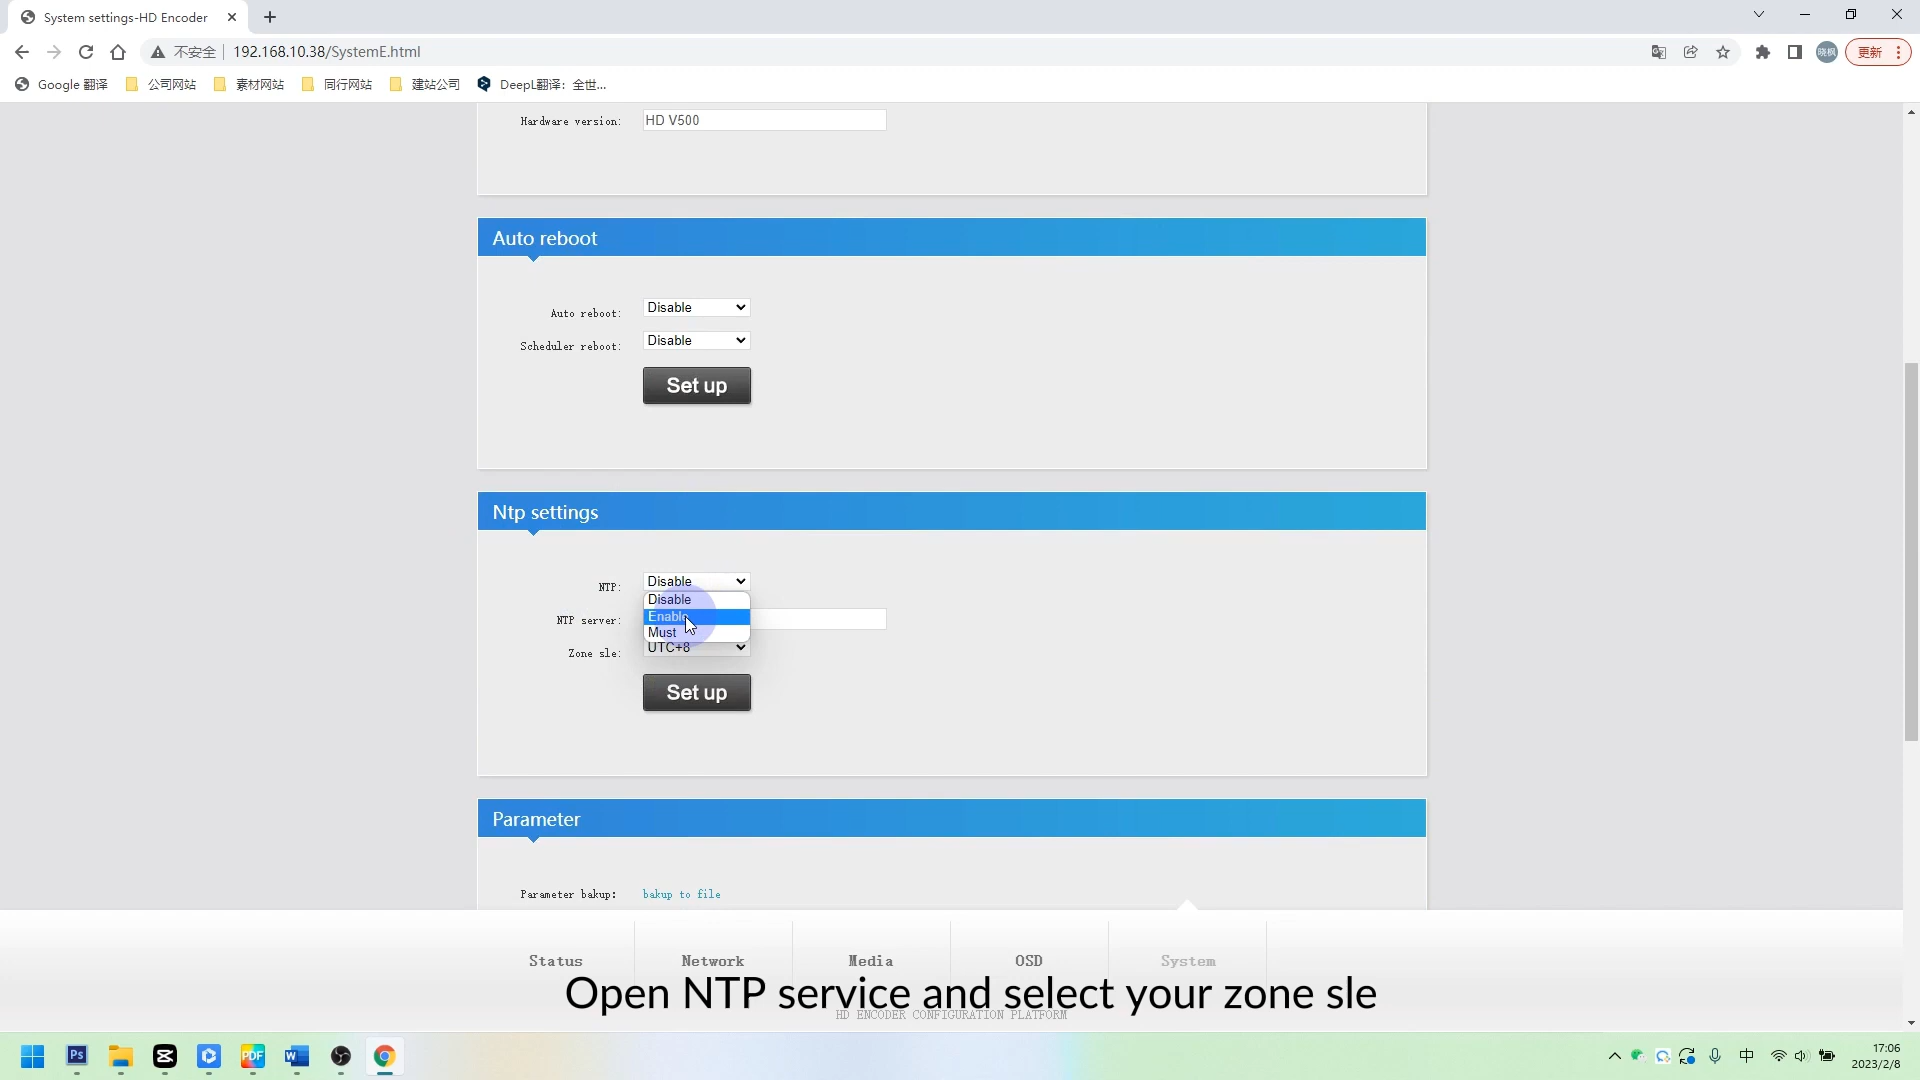 System settings-HD Encoder
不安全
192.168.10.38/SystemE.html
更新
Google 翻译
公司网站
素材网站
同行网站
建站公司
DeepL翻译：全世...
Hardware version: HD V500
Auto reboot
Auto reboot: Disable
Scheduler reboot: Disable
Set up
Ntp settings
NTP: Disable
Disable
NTP server: Enable
Must
Zone sle: UTC+8
Set up
Parameter
Parameter bakup: bakup to file
Status Network Media OSD System
Open NTP service and select your zone sle
HD ENCODER CONFIGURATION PLATFORM
Ps
PDF
W
中
17:06
2023/2/8